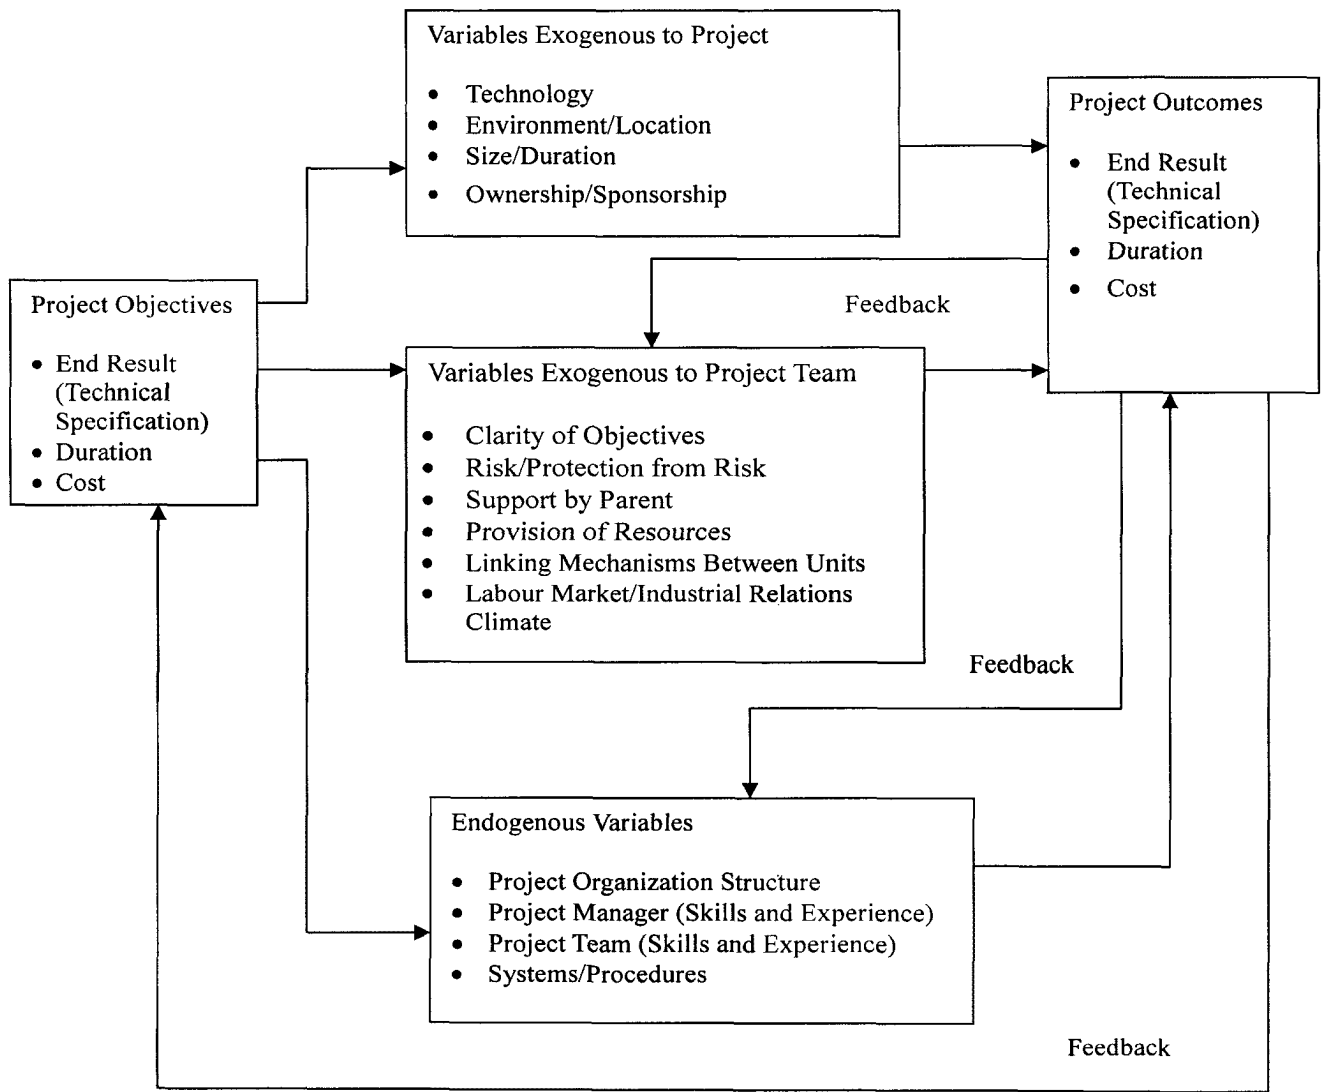 Variables Exogenous to Project
• Technology
• Environment/Location
• Size/Duration
• Ownership/Sponsorship
Project Outcomes
• End Result
(Technical
Specification)
• Duration
• Cost
Feedback
Project Objectives
• End Result
(Technical
Specification)
• Duration
• Cost
Variables Exogenous to Project Team
• Clarity of Objectives
• Risk/Protection from Risk
• Support by Parent
• Provision of Resources
• Linking Mechanisms Between Units
• Labour Market/Industrial Relations
Climate
Feedback
Endogenous Variables
• Project Organization Structure
• Project Manager (Skills and Experience)
• Project Team (Skills and Experience)
• Systems/Procedures
Feedback